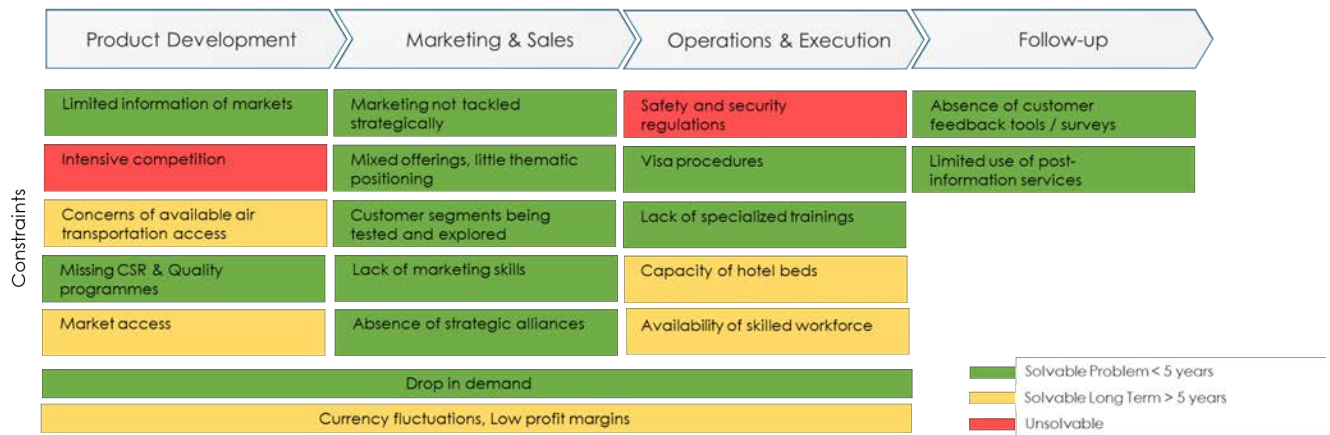 Product Development
Marketing & Sales
Operations & Execution
Follow-up
Constraints
Limited information of markets
Intensive competition
Concerns of available air
transportation access
Missing CSR & Quality
programmes
Market access
Marketing not tackled
strategically
Mixed offerings, little thematic
positioning
Customer segments being
tested and explored
Lack of marketing skills
Absence of strategic alliances
Safety and security
regulations
Visa procedures
Lack of specialized trainings
Capacity of hotel beds
Availability of skilled workforce
Absence of customer
feedback tools / surveys
Limited use of post-
information services
Drop in demand
Currency fluctuations, Low profit margins
Solvable Problem < 5 years
Solvable Long Term > 5 years
Unsolvable